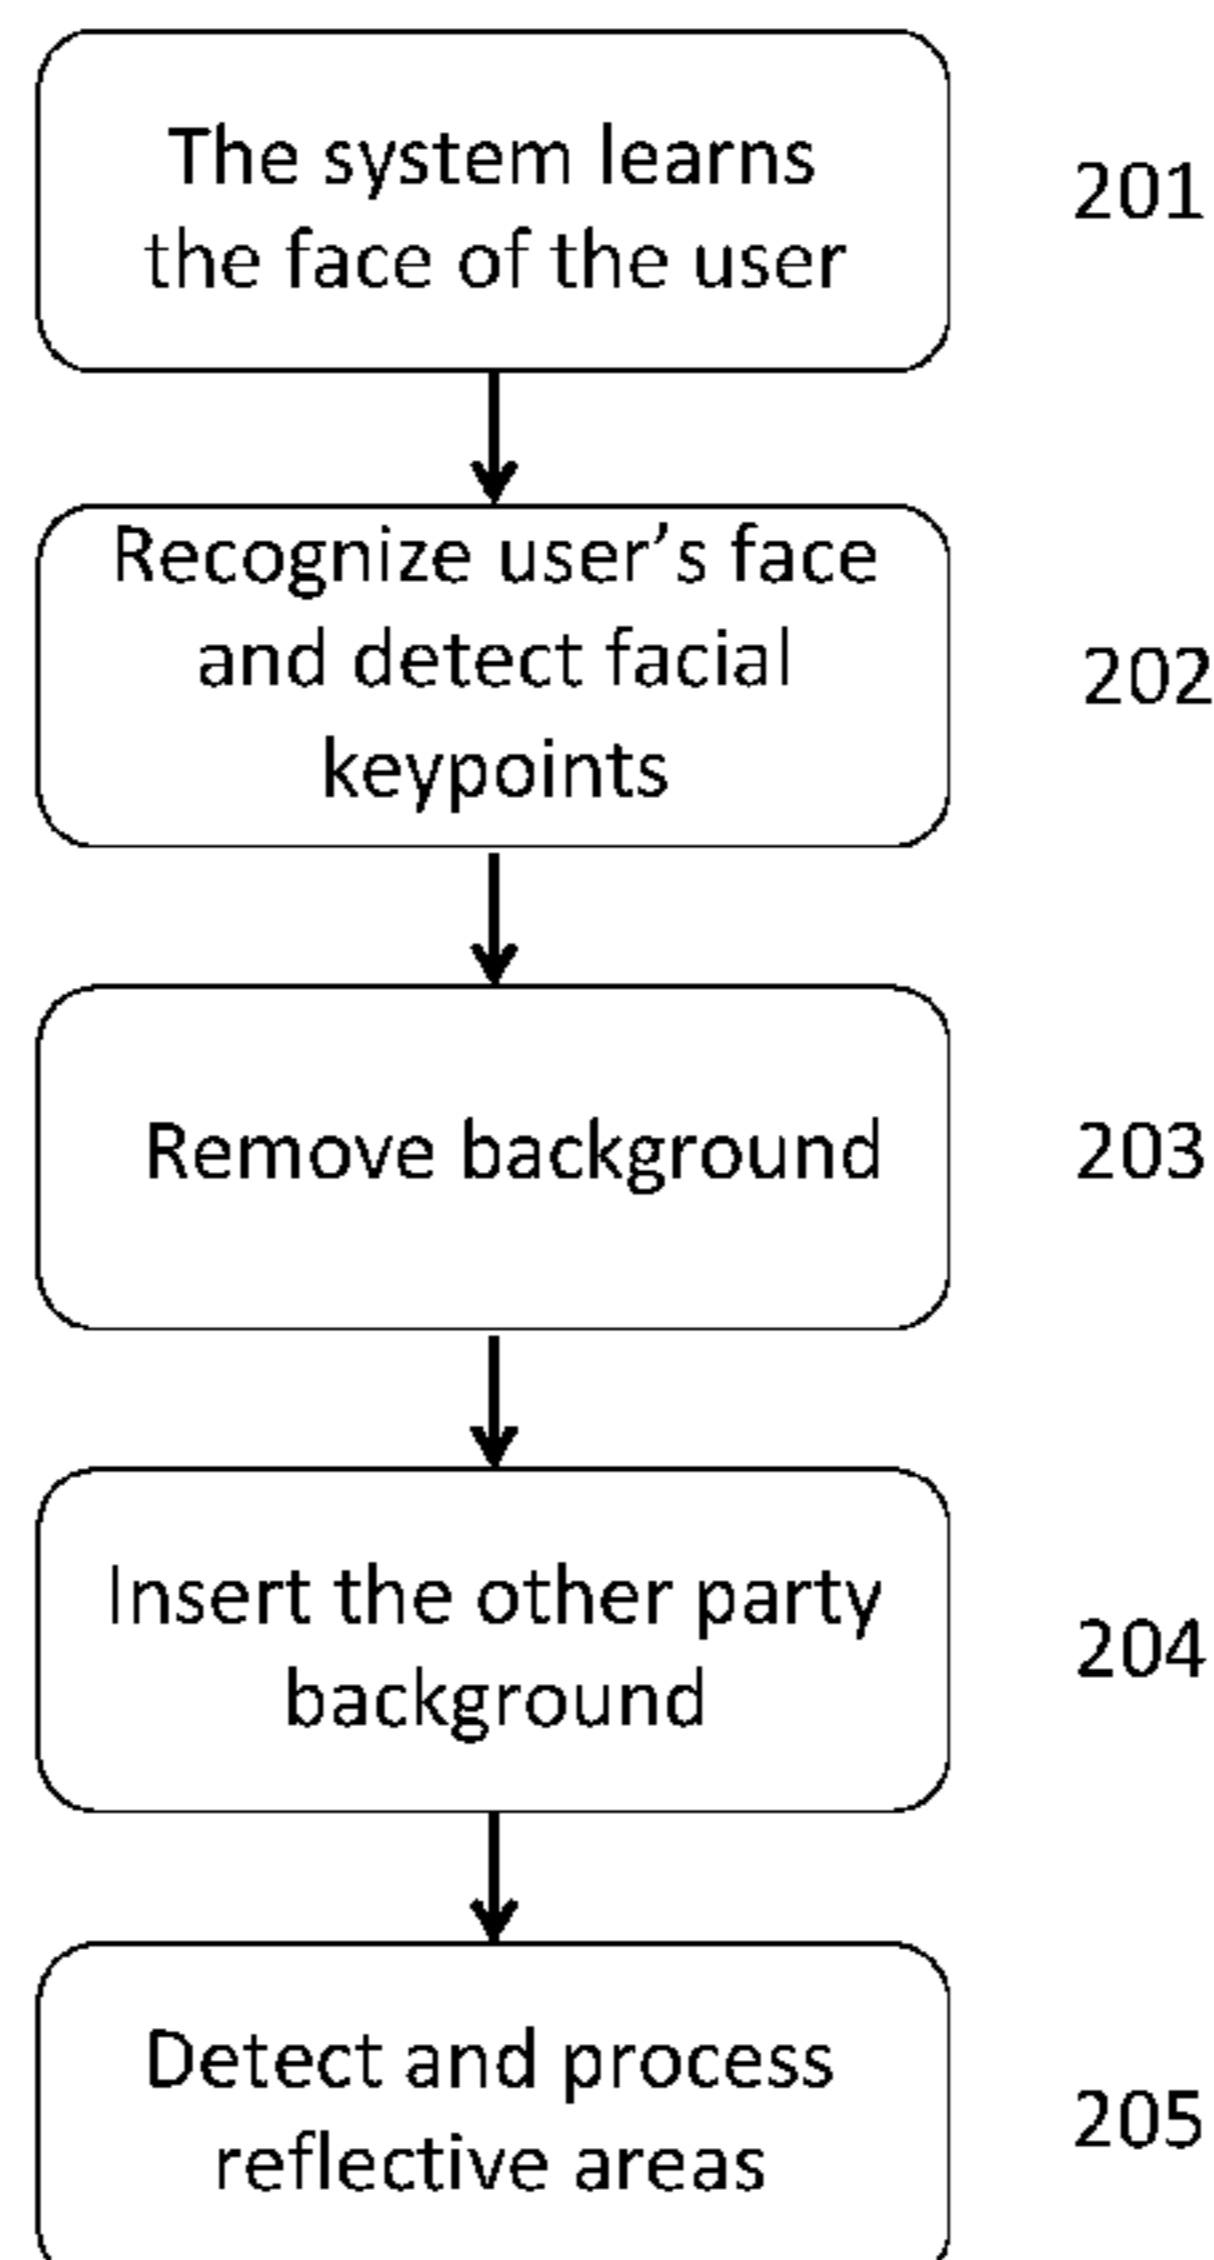 The system learns
the face of the user
201
Recognize user’s face
and detect facial
keypoints
202
Remove background
203
Insert the other party
background
204
Detect and process
reflective areas
205